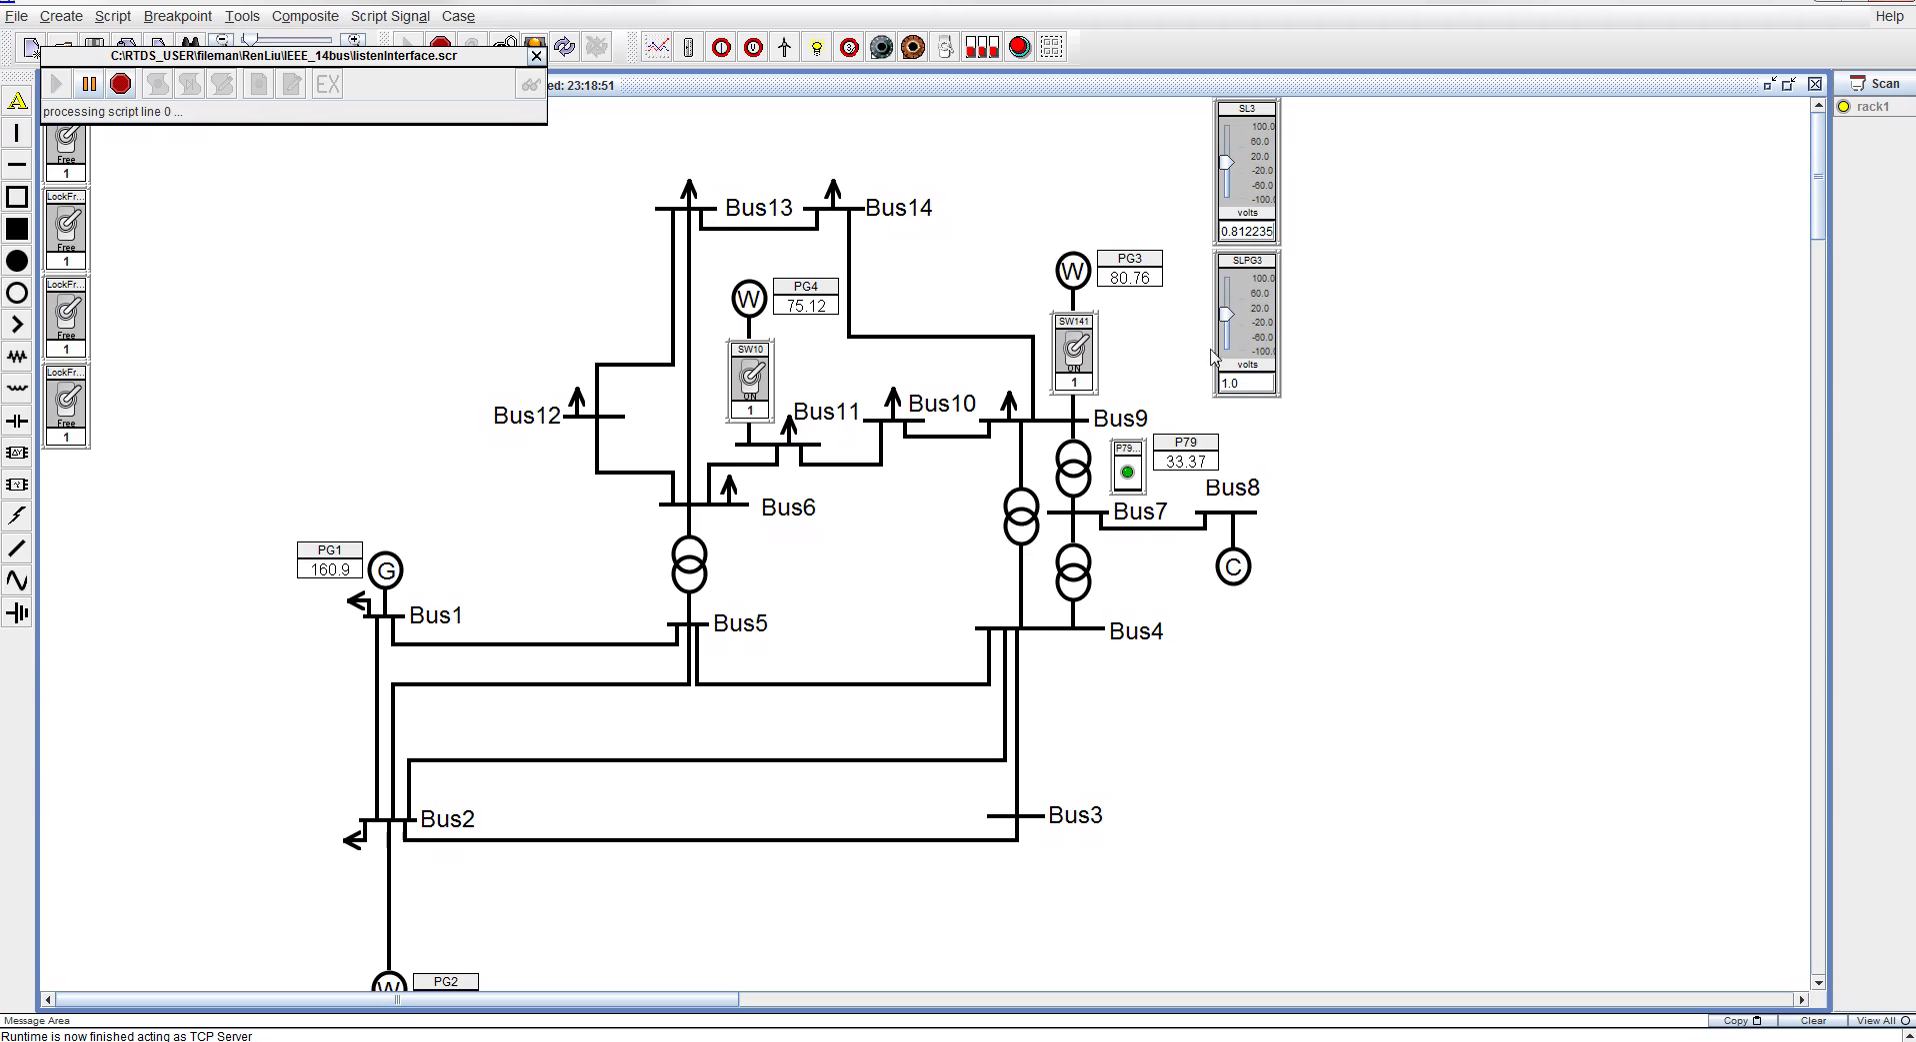 File Create Script Breakpoint Tools Composite Script Signal Case Help
C:\RTDS_USER\fileman\RenLiu\IEEE_14bus\listenInterface.scr
EX
processing script line 0 ...
ed: 23:18:51
Scan
rack1
Free
1
LockFr...
Free
1
LockFr...
Free
1
LockFr...
Free
1
SL3
100.0
60.0
20.0
-20.0
-60.0
-100.0
volts
0.812235
SLPG3
100.0
60.0
20.0
-20.0
-60.0
-100.0
volts
1.0
Bus13
Bus14
W
PG3
80.76
W
PG4
75.12
SW141
ON
1
SW10
ON
1
Bus12
Bus11
Bus10
Bus9
P79...
P79
33.37
Bus8
Bus6
Bus7
PG1
160.9
G
C
Bus1
Bus5
Bus4
Bus2
Bus3
W
PG2
Message Area
Copy Clear View All
Runtime is now finished acting as TCP Server